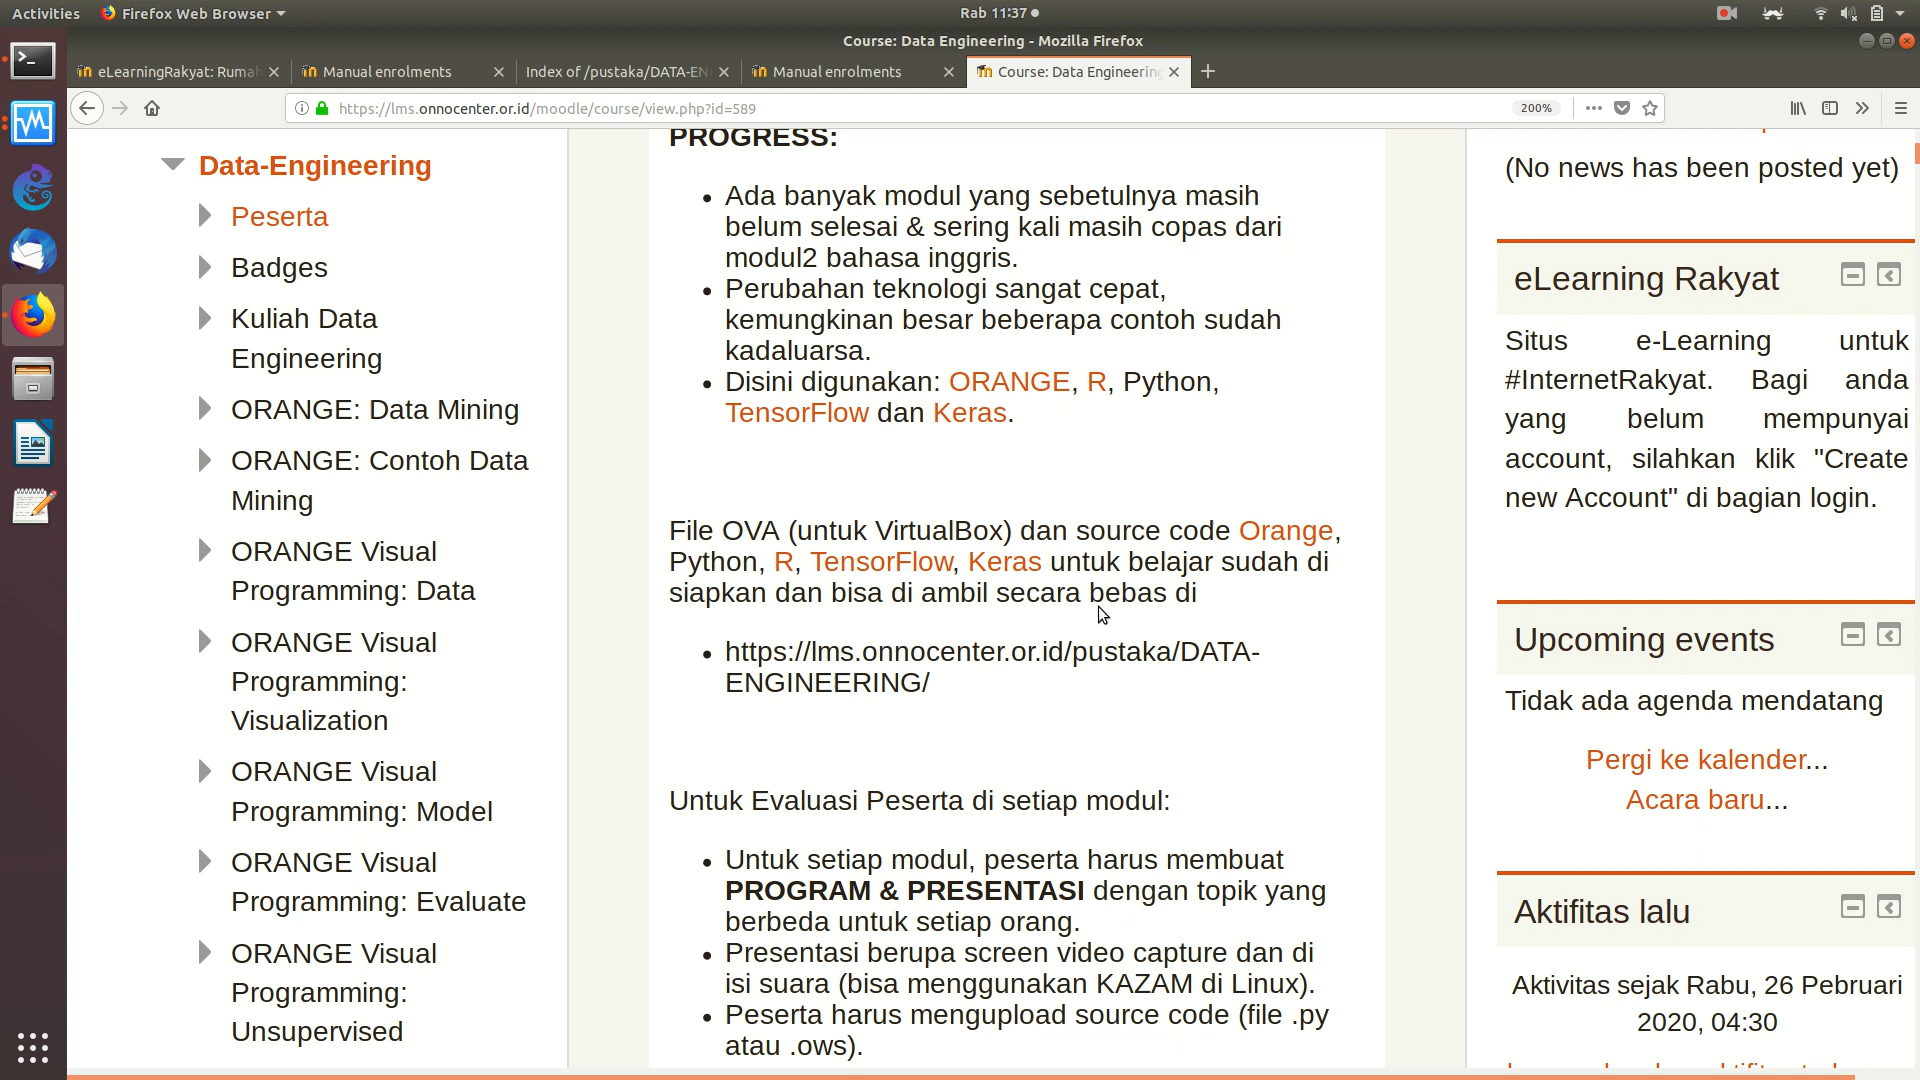 Activities
Firefox Web Browser
Rab 11:37
Course: Data Engineering - Mozilla Firefox
eLearningRakyat: Rumah
Manual enrolments
Index of /pustaka/DATA-EN
Manual enrolments
Course: Data Engineering
https://lms.onnocenter.or.id/moodle/course/view.php?id=589
200%
Data-Engineering
Peserta
Badges
Kuliah Data
Engineering
ORANGE: Data Mining
ORANGE: Contoh Data
Mining
ORANGE Visual
Programming: Data
ORANGE Visual
Programming:
Visualization
ORANGE Visual
Programming: Model
ORANGE Visual
Programming: Evaluate
ORANGE Visual
Programming:
Unsupervised
PROGRESS:
Ada banyak modul yang sebetulnya masih
belum selesai & sering kali masih copas dari
modul2 bahasa inggris.
Perubahan teknologi sangat cepat,
kemungkinan besar beberapa contoh sudah
kadaluarsa.
Disini digunakan: ORANGE, R, Python,
TensorFlow dan Keras.
File OVA (untuk VirtualBox) dan source code Orange,
Python, R, TensorFlow, Keras untuk belajar sudah di
siapkan dan bisa di ambil secara bebas di
https://lms.onnocenter.or.id/pustaka/DATA-
ENGINEERING/
Untuk Evaluasi Peserta di setiap modul:
Untuk setiap modul, peserta harus membuat
PROGRAM & PRESENTASI dengan topik yang
berbeda untuk setiap orang.
Presentasi berupa screen video capture dan di
isi suara (bisa menggunakan KAZAM di Linux).
Peserta harus mengupload source code (file .py
atau .ows).
(No news has been posted yet)
eLearning Rakyat
Situs e-Learning untuk
#InternetRakyat. Bagi anda
yang belum mempunyai
account, silahkan klik "Create
new Account" di bagian login.
Upcoming events
Tidak ada agenda mendatang
Pergi ke kalender...
Acara baru...
Aktifitas lalu
Aktivitas sejak Rabu, 26 Pebruari
2020, 04:30